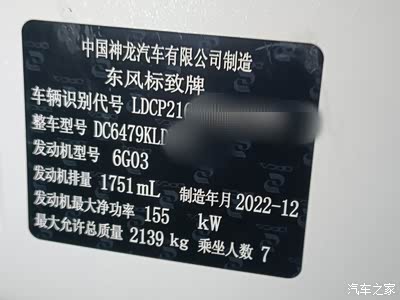 中国神龙汽车有限公司制造
东风标致牌
车辆识别代号 LDCP21
整车型号 DC6479KL
发动机型号 6G03
发动机排量 1751mL 制造年月 2022-12
发动机最大净功率 155 kW
最大允许总质量 2139 kg 乘坐人数 7
汽车之家